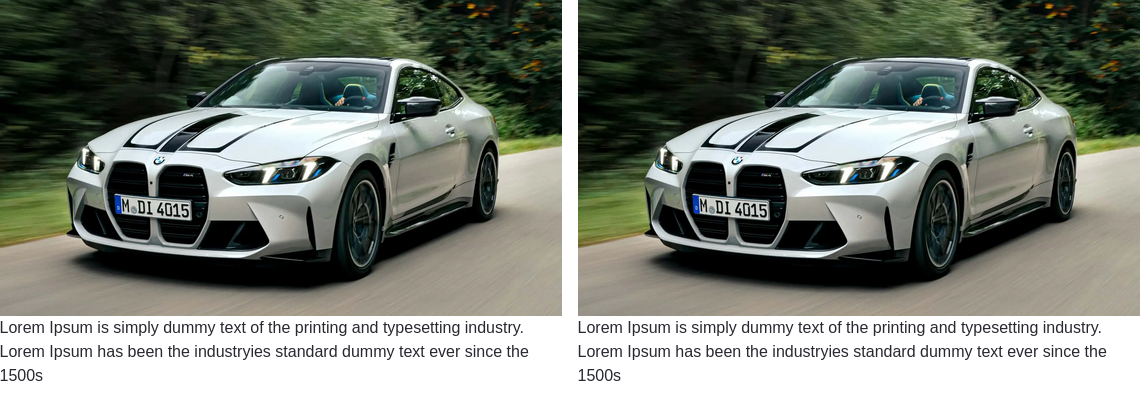 M DI 4015
M DI 4015
Lorem Ipsum is simply dummy text of the printing and typesetting industry.
Lorem Ipsum has been the industryies standard dummy text ever since the
1500s
Lorem Ipsum is simply dummy text of the printing and typesetting industry.
Lorem Ipsum has been the industryies standard dummy text ever since the
1500s